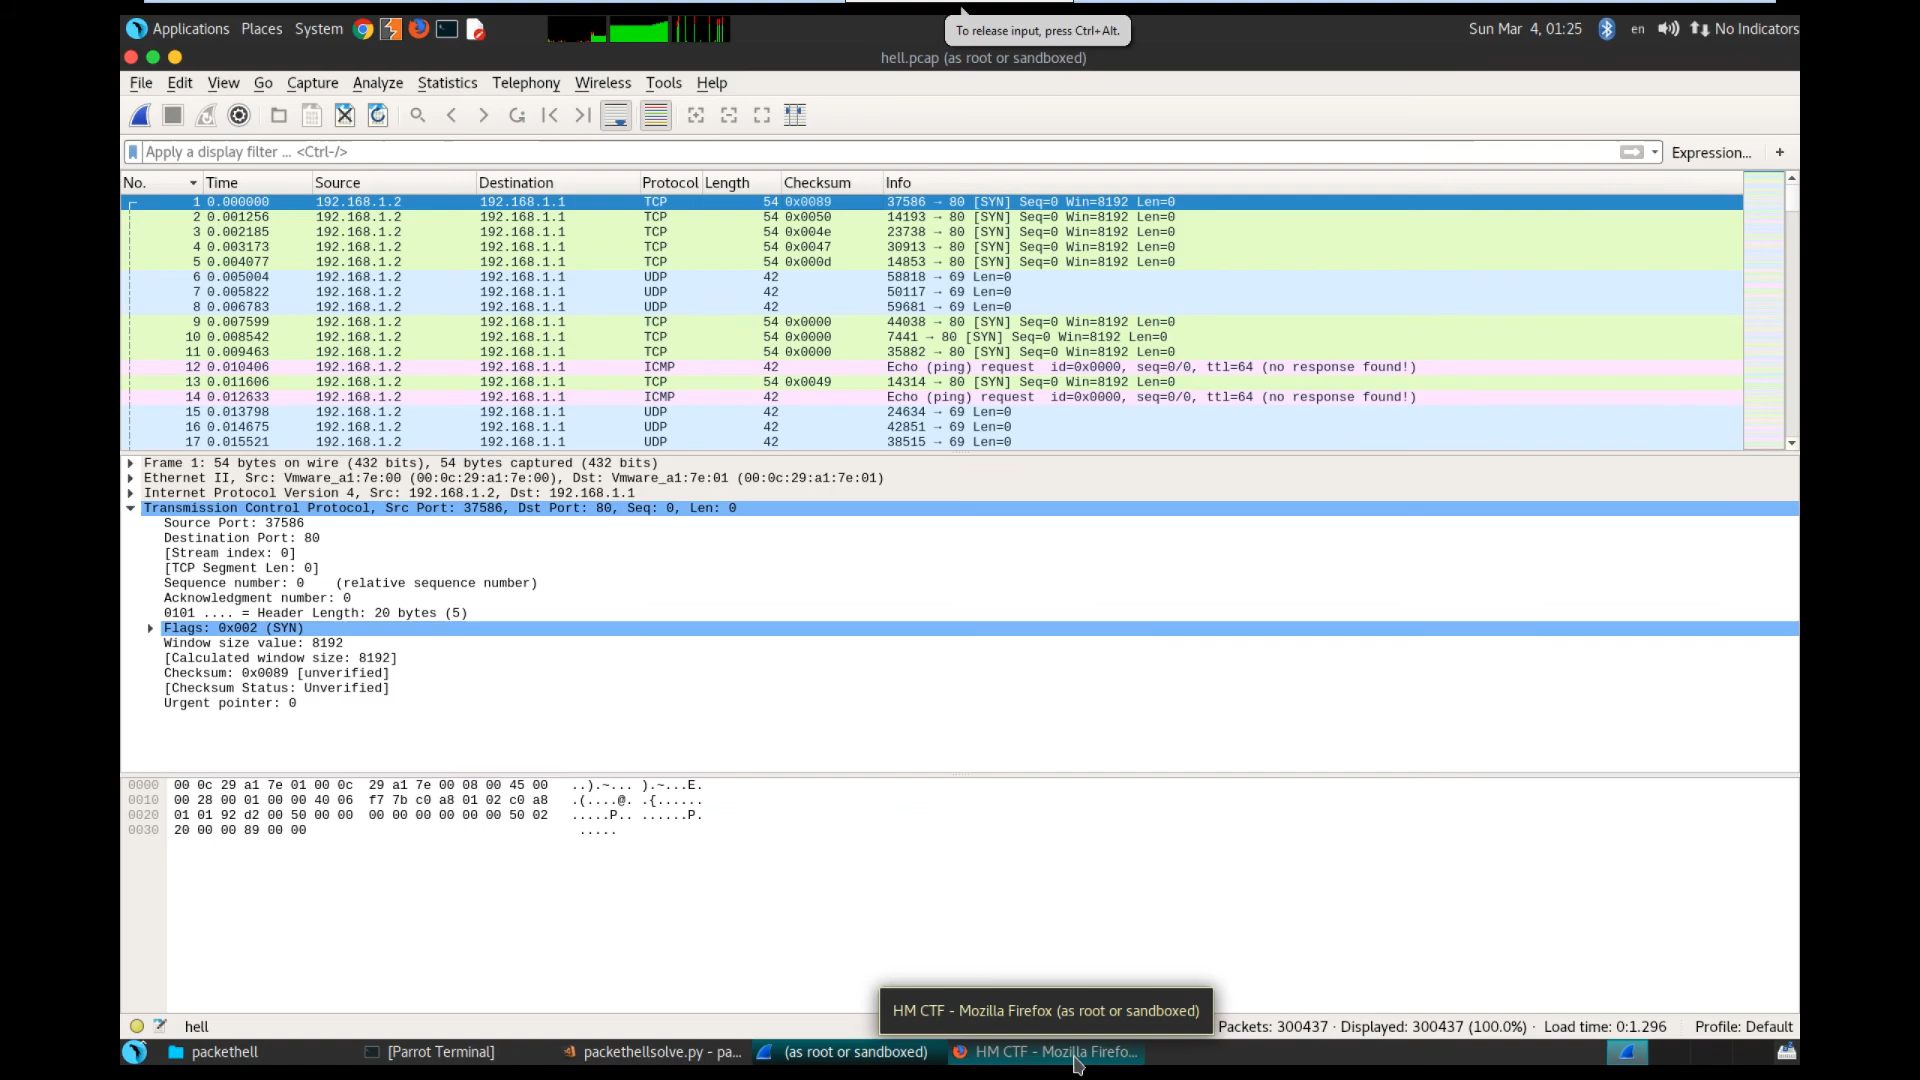 Applications Places System
To release input, press Ctrl+Alt.
Sun Mar 4, 01:25 en No Indicators
hell.pcap (as root or sandboxed)
File Edit View Go Capture Analyze Statistics Telephony Wireless Tools Help
Apply a display filter ... <Ctrl-/> Expression... +
No. Time Source Destination Protocol Length Checksum Info
1 0.000000 192.168.1.2 192.168.1.1 TCP 54 0x0089 37586 → 80 [SYN] Seq=0 Win=8192 Len=0
2 0.001256 192.168.1.2 192.168.1.1 TCP 54 0x0050 14193 → 80 [SYN] Seq=0 Win=8192 Len=0
3 0.002185 192.168.1.2 192.168.1.1 TCP 54 0x004e 23738 → 80 [SYN] Seq=0 Win=8192 Len=0
4 0.003173 192.168.1.2 192.168.1.1 TCP 54 0x0047 30913 → 80 [SYN] Seq=0 Win=8192 Len=0
5 0.004077 192.168.1.2 192.168.1.1 TCP 54 0x000d 14853 → 80 [SYN] Seq=0 Win=8192 Len=0
6 0.005004 192.168.1.2 192.168.1.1 UDP 42 58818 → 69 Len=0
7 0.005822 192.168.1.2 192.168.1.1 UDP 42 50117 → 69 Len=0
8 0.006783 192.168.1.2 192.168.1.1 UDP 42 59681 → 69 Len=0
9 0.007599 192.168.1.2 192.168.1.1 TCP 54 0x0000 44038 → 80 [SYN] Seq=0 Win=8192 Len=0
10 0.008542 192.168.1.2 192.168.1.1 TCP 54 0x0000 7441 → 80 [SYN] Seq=0 Win=8192 Len=0
11 0.009463 192.168.1.2 192.168.1.1 TCP 54 0x0000 35882 → 80 [SYN] Seq=0 Win=8192 Len=0
12 0.010406 192.168.1.2 192.168.1.1 ICMP 42 Echo (ping) request id=0x0000, seq=0/0, ttl=64 (no response found!)
13 0.011606 192.168.1.2 192.168.1.1 TCP 54 0x0049 14314 → 80 [SYN] Seq=0 Win=8192 Len=0
14 0.012633 192.168.1.2 192.168.1.1 ICMP 42 Echo (ping) request id=0x0000, seq=0/0, ttl=64 (no response found!)
15 0.013798 192.168.1.2 192.168.1.1 UDP 42 24634 → 69 Len=0
16 0.014675 192.168.1.2 192.168.1.1 UDP 42 42851 → 69 Len=0
17 0.015521 192.168.1.2 192.168.1.1 UDP 42 38515 → 69 Len=0
Frame 1: 54 bytes on wire (432 bits), 54 bytes captured (432 bits)
Ethernet II, Src: Vmware_a1:7e:00 (00:0c:29:a1:7e:00), Dst: Vmware_a1:7e:01 (00:0c:29:a1:7e:01)
Internet Protocol Version 4, Src: 192.168.1.2, Dst: 192.168.1.1
Transmission Control Protocol, Src Port: 37586, Dst Port: 80, Seq: 0, Len: 0
Source Port: 37586
Destination Port: 80
[Stream index: 0]
[TCP Segment Len: 0]
Sequence number: 0 (relative sequence number)
Acknowledgment number: 0
0101 .... = Header Length: 20 bytes (5)
Flags: 0x002 (SYN)
Window size value: 8192
[Calculated window size: 8192]
Checksum: 0x0089 [unverified]
[Checksum Status: Unverified]
Urgent pointer: 0
0000 00 0c 29 a1 7e 01 00 0c 29 a1 7e 00 08 00 45 00 ..).~... ).~...E.
0010 00 28 00 01 00 00 40 06 f7 7b c0 a8 01 02 c0 a8 .(....@. .{......
0020 01 01 92 d2 00 50 00 00 00 00 00 00 00 00 50 02 .....P.. ......P.
0030 20 00 00 89 00 00 .....
HM CTF - Mozilla Firefox (as root or sandboxed)
hell Packets: 300437 · Displayed: 300437 (100.0%) · Load time: 0:1.296 Profile: Default
packethell [Parrot Terminal] packethellsolve.py - pa... (as root or sandboxed) HM CTF - Mozilla Firefo...